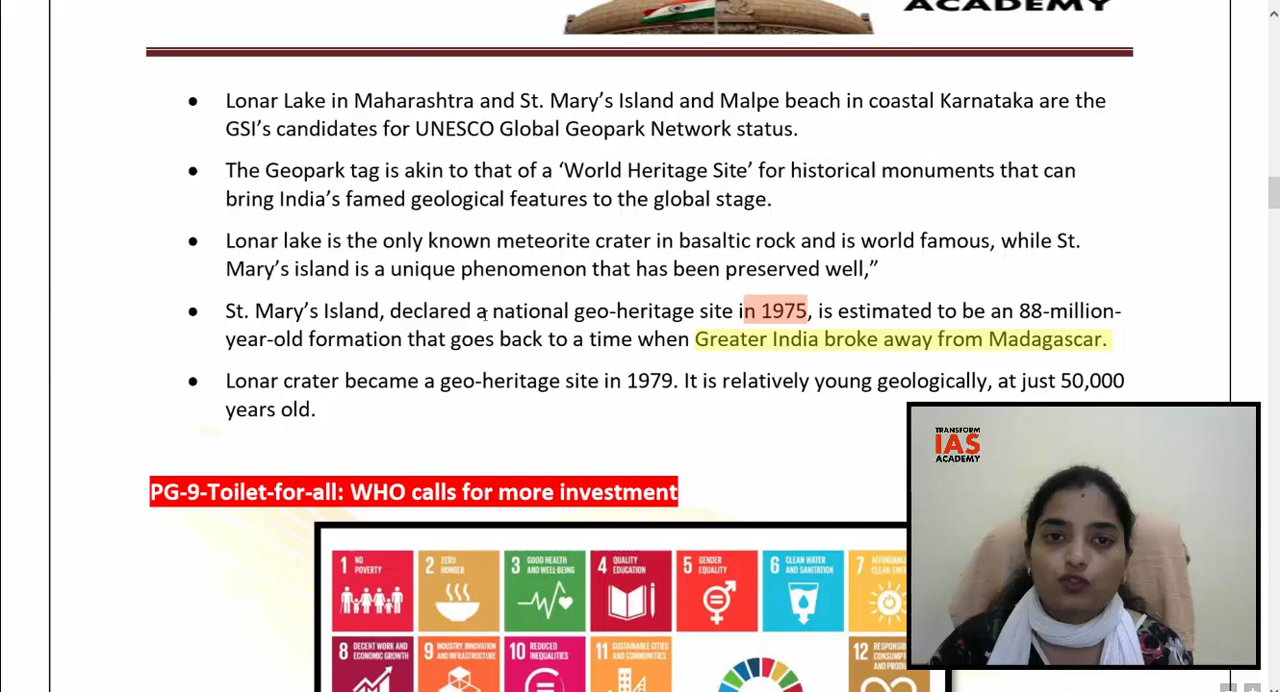 ACADEMY
• Lonar Lake in Maharashtra and St. Mary's Island and Malpe beach in coastal Karnataka are the
GSI's candidates for UNESCO Global Geopark Network status.
• The Geopark tag is akin to that of a 'World Heritage Site' for historical monuments that can
bring India's famed geological features to the global stage.
• Lonar lake is the only known meteorite crater in basaltic rock and is world famous, while St.
Mary's island is a unique phenomenon that has been preserved well,”
• St. Mary's Island, declared a national geo-heritage site in 1975, is estimated to be an 88-million-
year-old formation that goes back to a time when Greater India broke away from Madagascar.
• Lonar crater became a geo-heritage site in 1979. It is relatively young geologically, at just 50,000
years old.
TRANSFORM
IAS
ACADEMY
PG-9-Toilet-for-all: WHO calls for more investment
1 NO
POVERTY
2 ZERO
HUNGER
3 GOOD HEALTH
AND WELL-BEING
4 QUALITY
EDUCATION
5 GENDER
EQUALITY
6 CLEAN WATER
AND SANITATION
7
8 DECENT WORK AND
ECONOMIC GROWTH
9 INDUSTRY, INNOVATION
AND INFRASTRUCTURE
10 REDUCED
INEQUALITIES
11 SUSTAINABLE CITIES
AND COMMUNITIES
12